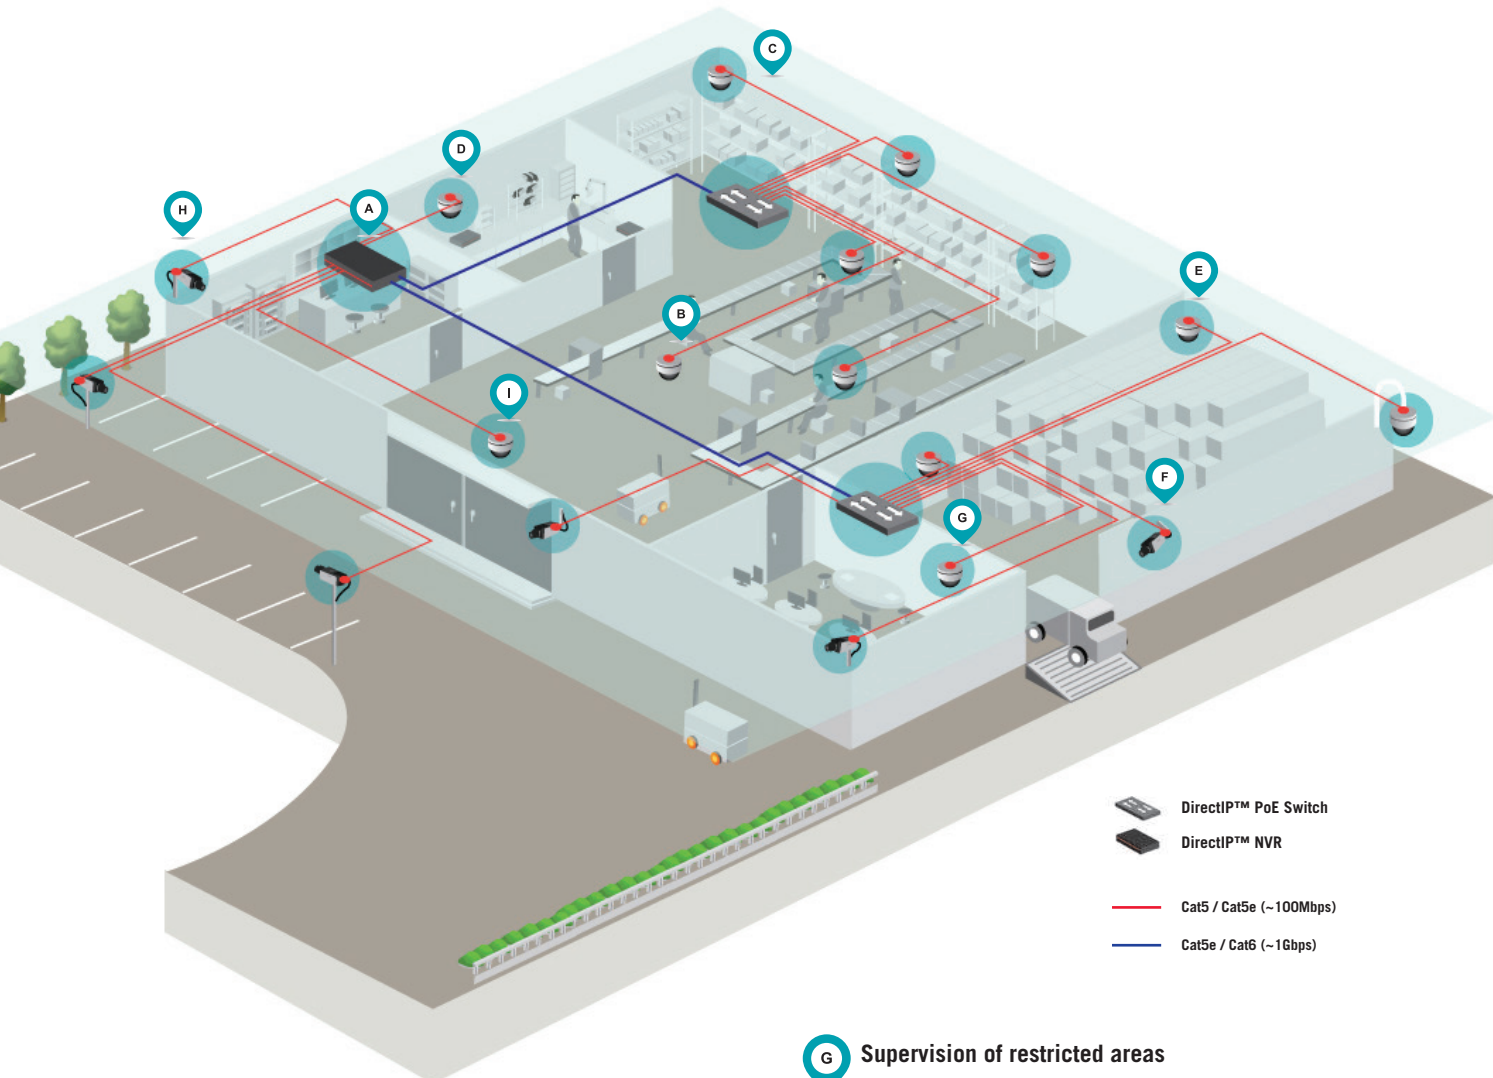 C
D
H
A
E
B
I
F
G
DirectIP™ PoE Switch
DirectIP™ NVR
Cat5 / Cat5e (~100Mbps)
Cat5e / Cat6 (~1Gbps)
G Supervision of restricted areas